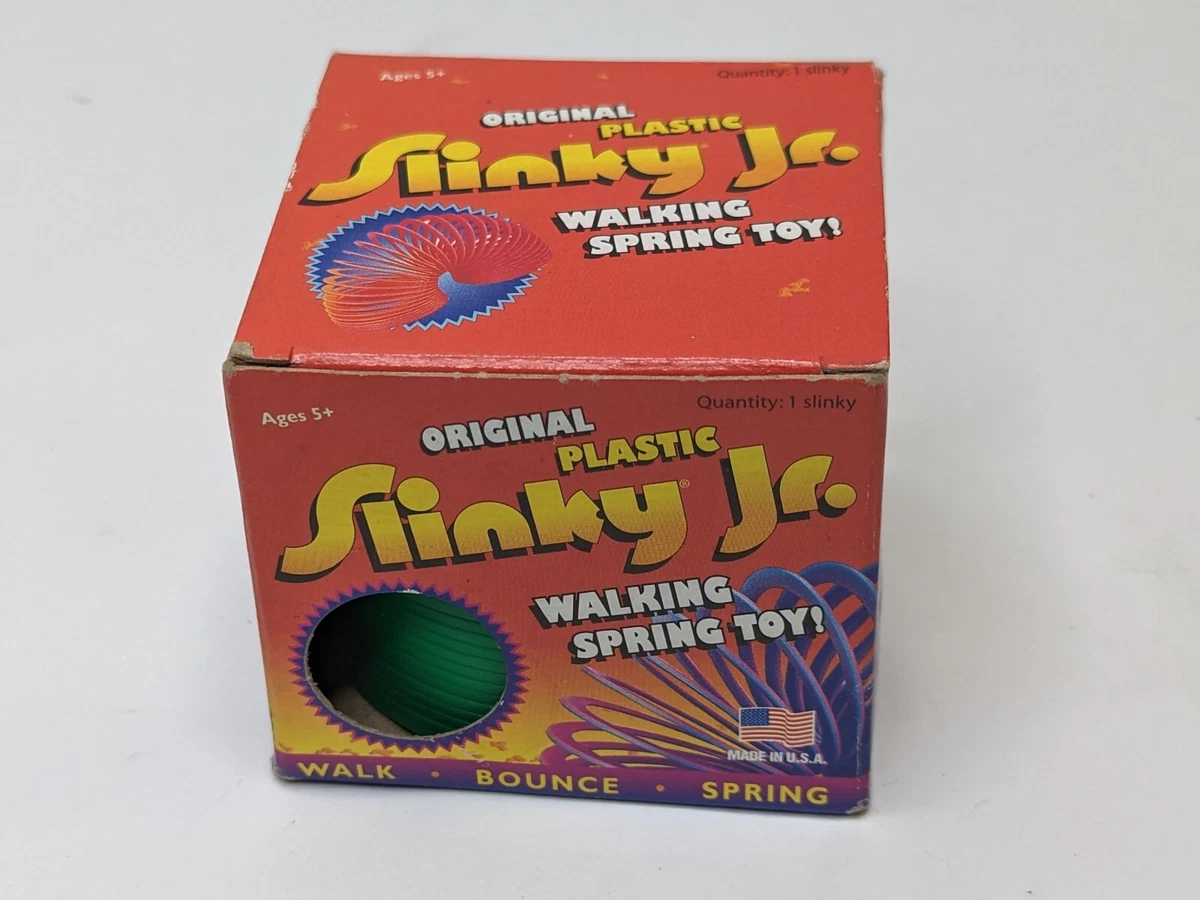 Ages 5+
Quantity: 1 slinky
ORIGINAL
PLASTIC
Slinky Jr.
WALKING
SPRING TOY!
Ages 5+
Quantity: 1 slinky
ORIGINAL
PLASTIC
Slinky® Jr.
WALKING
SPRING TOY!
MADE IN U.S.A.
WALK • BOUNCE • SPRING